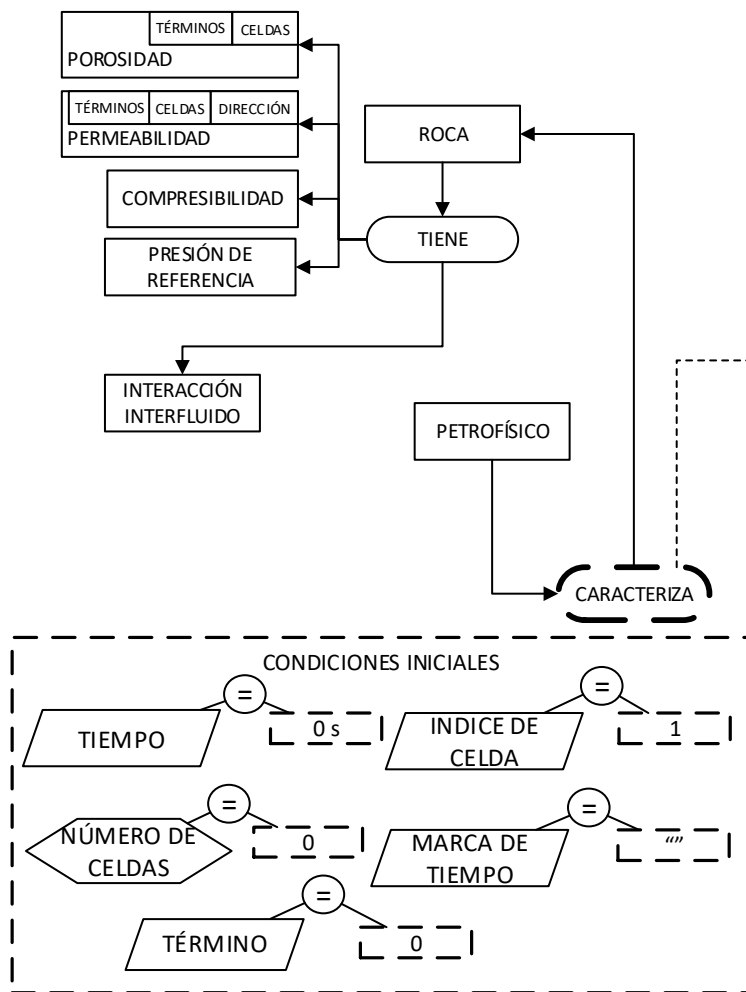 TÉRMINOS CELDAS
POROSIDAD
TÉRMINOS CELDAS DIRECCIÓN
PERMEABILIDAD
ROCA
COMPRESIBILIDAD
TIENE
PRESIÓN DE
REFERENCIA
INTERACCIÓN
INTERFLUIDO
PETROFÍSICO
CARACTERIZA
CONDICIONES INICIALES
=
TIEMPO
0 s
=
INDICE DE
CELDA
1
=
NÚMERO DE
CELDAS
0
=
MARCA DE
TIEMPO
“”
=
TÉRMINO
0